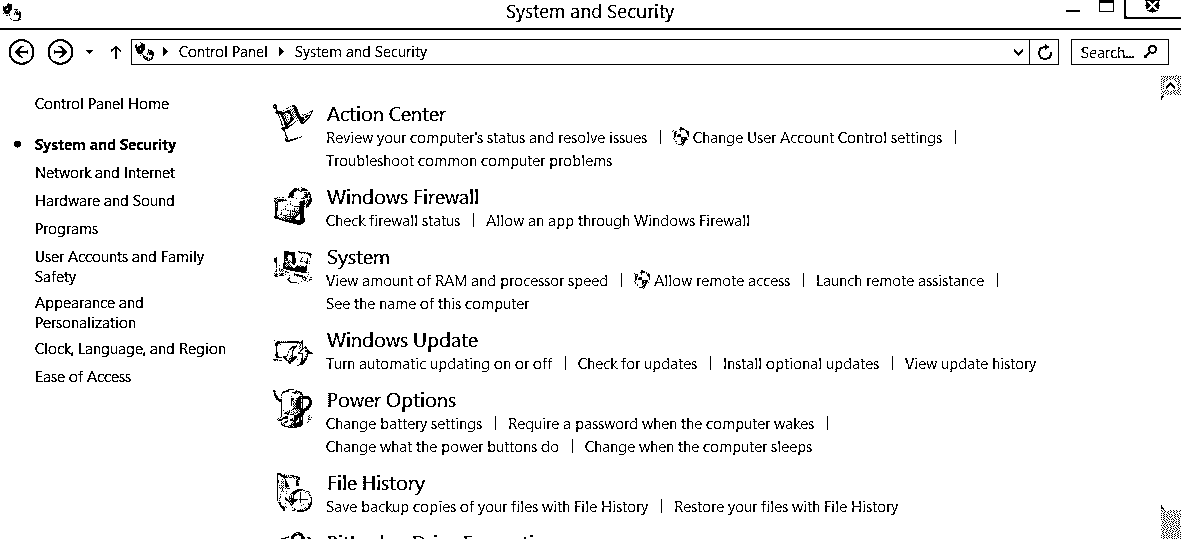 System and Security
Control Panel System and Security
Search...
Control Panel Home
System and Security
Network and Internet
Hardware and Sound
Programs
User Accounts and Family
Safety
Appearance and
Personalization
Clock, Language, and Region
Ease of Access
Action Center
Review your computer's status and resolve issues | Change User Account Control settings |
Troubleshoot common computer problems
Windows Firewall
Check firewall status | Allow an app through Windows Firewall
System
View amount of RAM and processor speed | Allow remote access | Launch remote assistance |
See the name of this computer
Windows Update
Turn automatic updating on or off | Check for updates | Install optional updates | View update history
Power Options
Change battery settings | Require a password when the computer wakes |
Change what the power buttons do | Change when the computer sleeps
File History
Save backup copies of your files with File History | Restore your files with File History